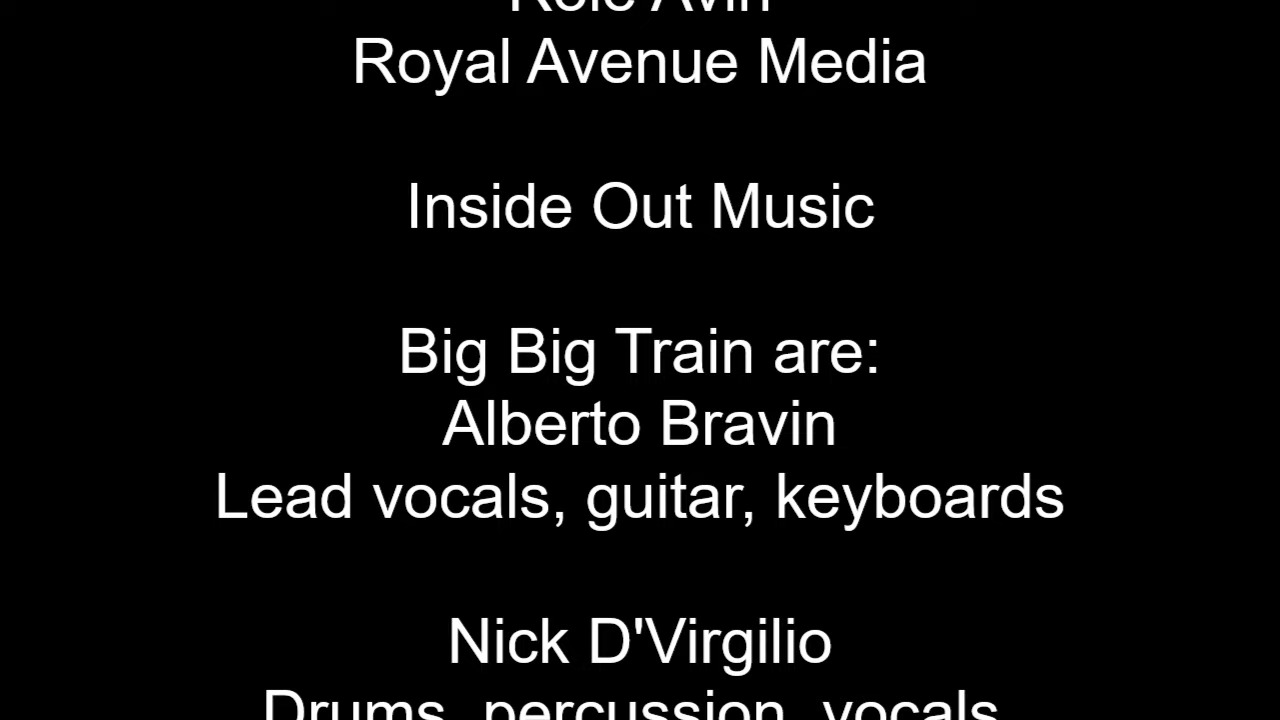 Avin
Royal Avenue Media
Inside Out Music
Big Big Train are:
Alberto Bravin
Lead vocals, guitar, keyboards
Nick D'Virgilio
Drums, percussion, vocals